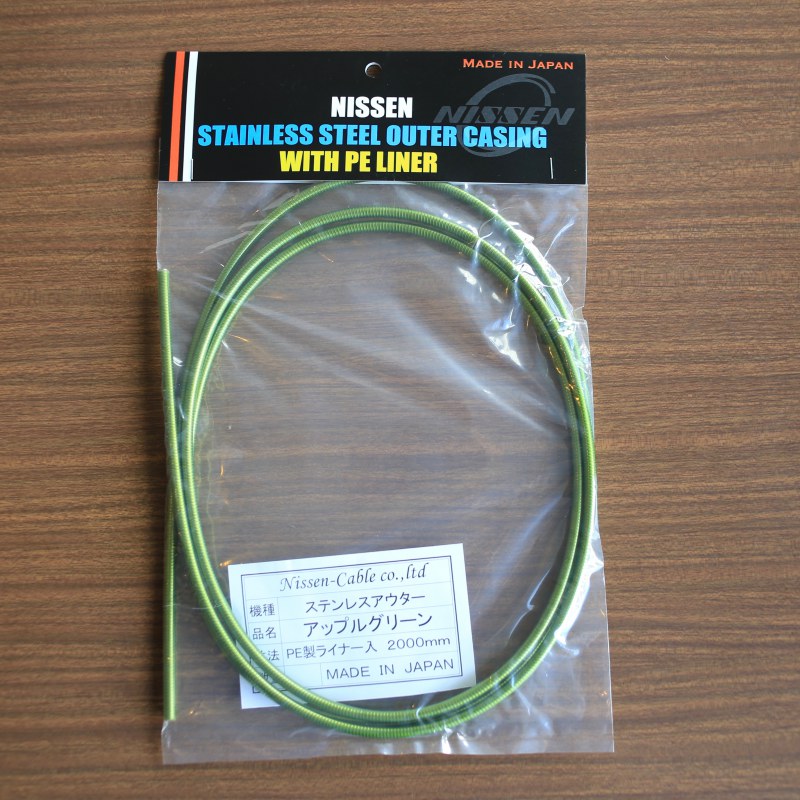 MADE IN JAPAN
NISSEN
NISSEN
STAINLESS STEEL OUTER CASING
WITH PE LINER
Nissen-Cable co.,ltd
機種 ステンレスアウター
品名 アップルグリーン
法 PE製ライナー入 2000mm
MADE IN JAPAN